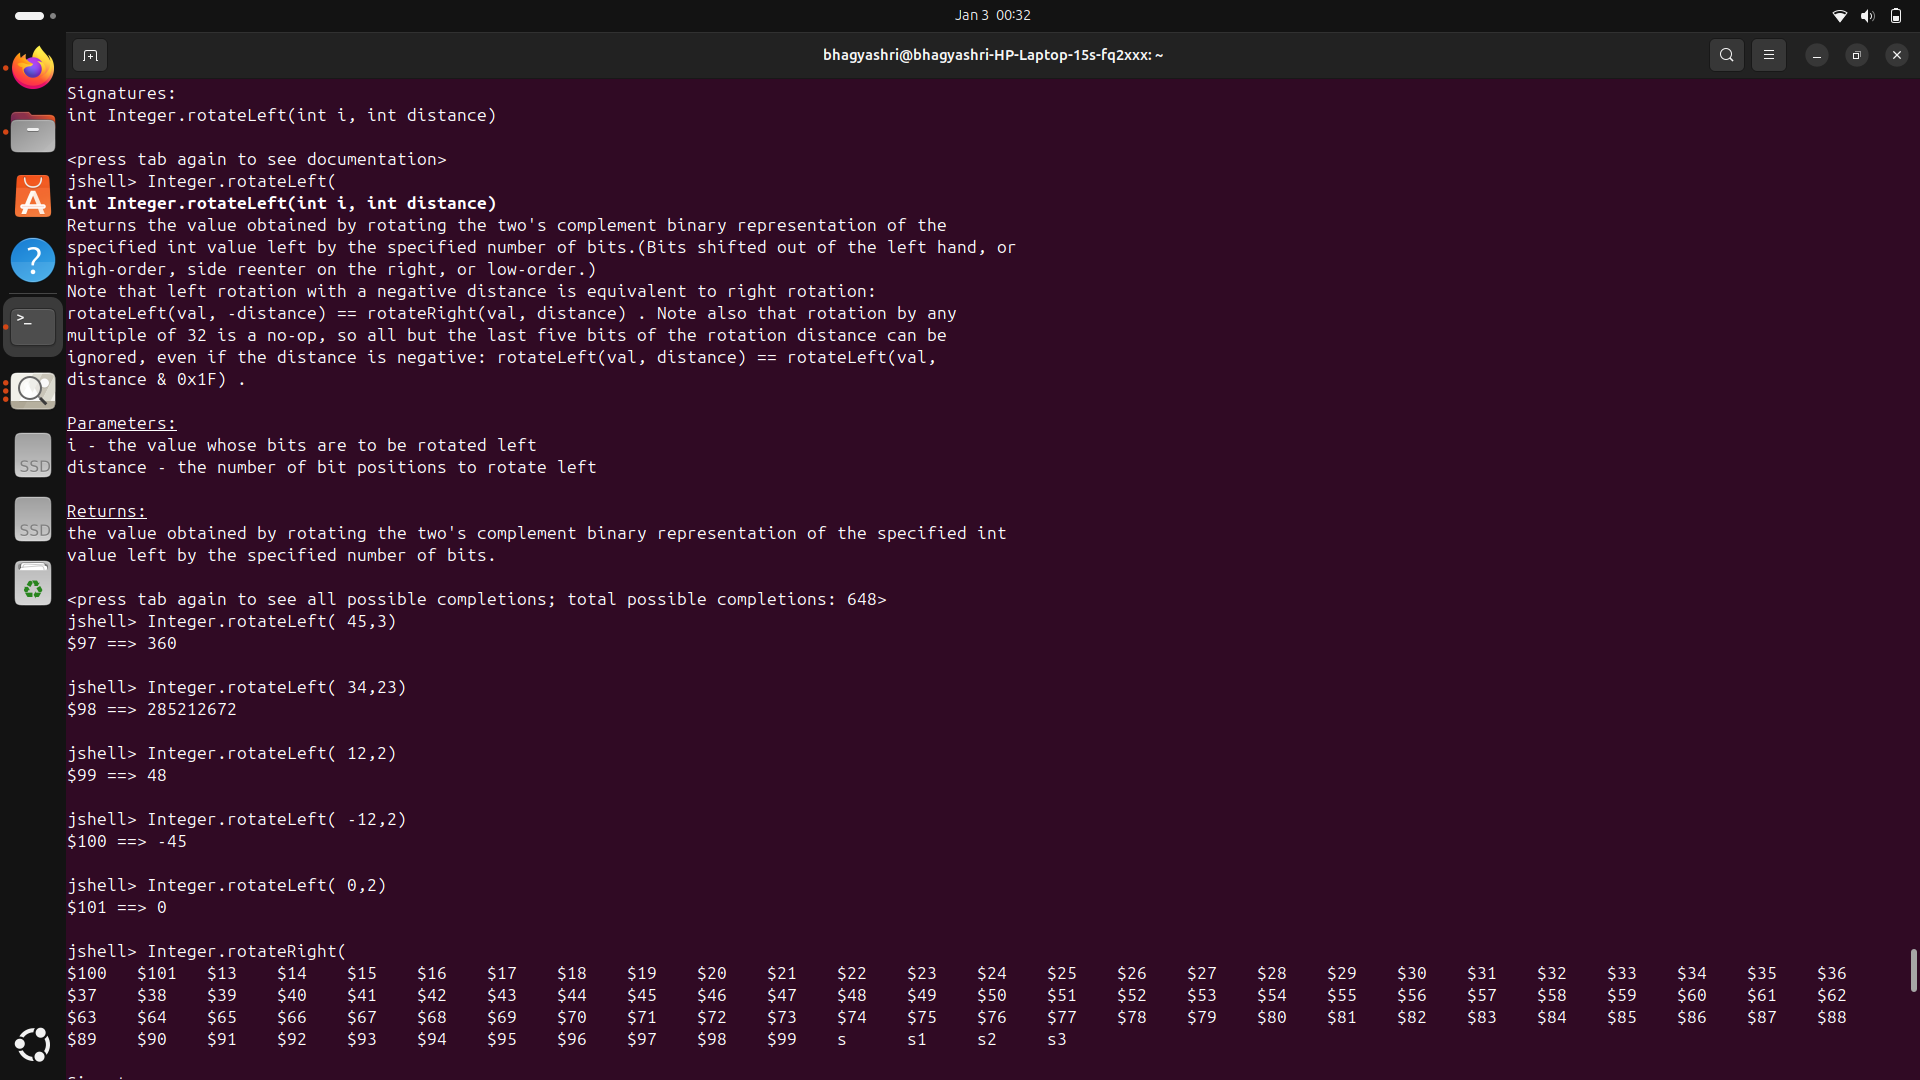 Jan 3 00:32
bhagyashri@bhagyashri-HP-Laptop-15s-fq2xxx: ~
Signatures:
int Integer.rotateLeft(int i, int distance)
<press tab again to see documentation>
jshell> Integer.rotateLeft(
int Integer.rotateLeft(int i, int distance)
Returns the value obtained by rotating the two's complement binary representation of the
specified int value left by the specified number of bits.(Bits shifted out of the left hand, or
high-order, side reenter on the right, or low-order.)
Note that left rotation with a negative distance is equivalent to right rotation:
rotateLeft(val, -distance) == rotateRight(val, distance) . Note also that rotation by any
multiple of 32 is a no-op, so all but the last five bits of the rotation distance can be
ignored, even if the distance is negative: rotateLeft(val, distance) == rotateLeft(val,
distance & 0x1F) .
Parameters:
i - the value whose bits are to be rotated left
distance - the number of bit positions to rotate left
Returns:
the value obtained by rotating the two's complement binary representation of the specified int
value left by the specified number of bits.
<press tab again to see all possible completions; total possible completions: 648>
jshell> Integer.rotateLeft( 45,3)
$97 ==> 360
jshell> Integer.rotateLeft( 34,23)
$98 ==> 285212672
jshell> Integer.rotateLeft( 12,2)
$99 ==> 48
jshell> Integer.rotateLeft( -12,2)
$100 ==> -45
jshell> Integer.rotateLeft( 0,2)
$101 ==> 0
jshell> Integer.rotateRight(
$100 $101 $13 $14 $15 $16 $17 $18 $19 $20 $21 $22 $23 $24 $25 $26 $27 $28 $29 $30 $31 $32 $33 $34 $35 $36
$37 $38 $39 $40 $41 $42 $43 $44 $45 $46 $47 $48 $49 $50 $51 $52 $53 $54 $55 $56 $57 $58 $59 $60 $61 $62
$63 $64 $65 $66 $67 $68 $69 $70 $71 $72 $73 $74 $75 $76 $77 $78 $79 $80 $81 $82 $83 $84 $85 $86 $87 $88
$89 $90 $91 $92 $93 $94 $95 $96 $97 $98 $99 s s1 s2 s3
SSD
SSD